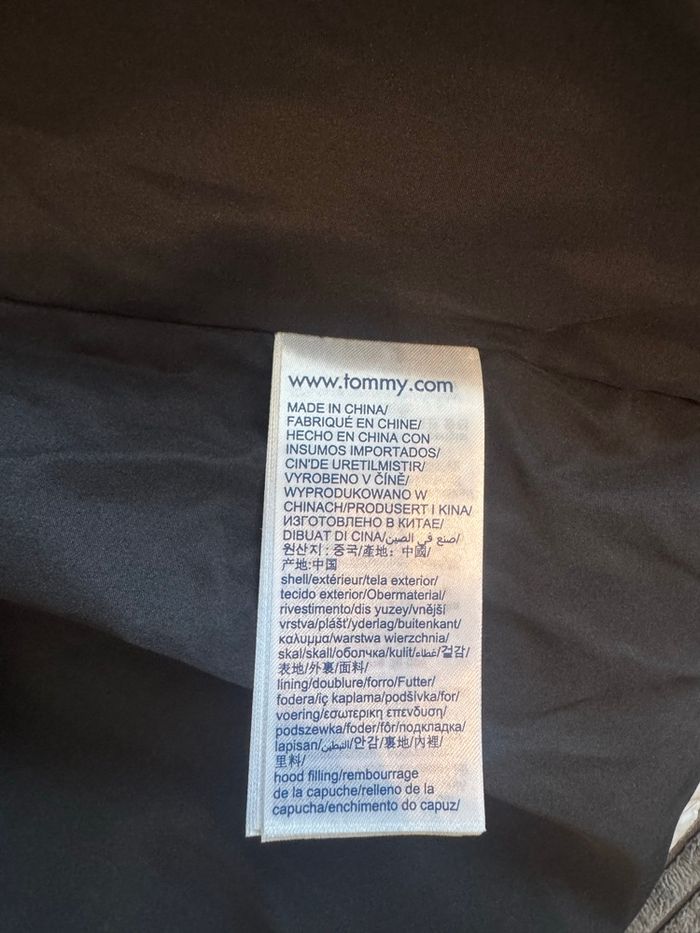 www.tommy.com
MADE IN CHINA/
FABRIQUÉ EN CHINE/
HECHO EN CHINA CON
INSUMOS IMPORTADOS/
CIN'DE URETILMISTIR/
VYROBENO V ČÍNĚ/
WYPRODUKOWANO W
CHINACH/PRODUSERT I KINA/
ИЗГОТОВЛЕНО В КИТАЕ/
DIBUAT DI CINA/صنع في الصين/
원산지 : 중국/產地：中國/
产地:中国
shell/extérieur/tela exterior/
tecido exterior/Obermaterial/
rivestimento/dis yuzey/vnější
vrstva/plášť/yderlag/buitenkant/
καλυμμα/warstwa wierzchnia/
skal/skall/оболчка/kulit/غطاء/겉감/
表地/外裏/面料/
lining/doublure/forro/Futter/
fodera/iç kaplama/podšívka/for/
voering/εσωτερικη επενδυση/
podszewka/foder/fôr/подкладка/
lapisan/التبطين/안감/裏地/內裡/
里料/
hood filling/rembourrage
de la capuche/relleno de la
capucha/enchimento do capuz/